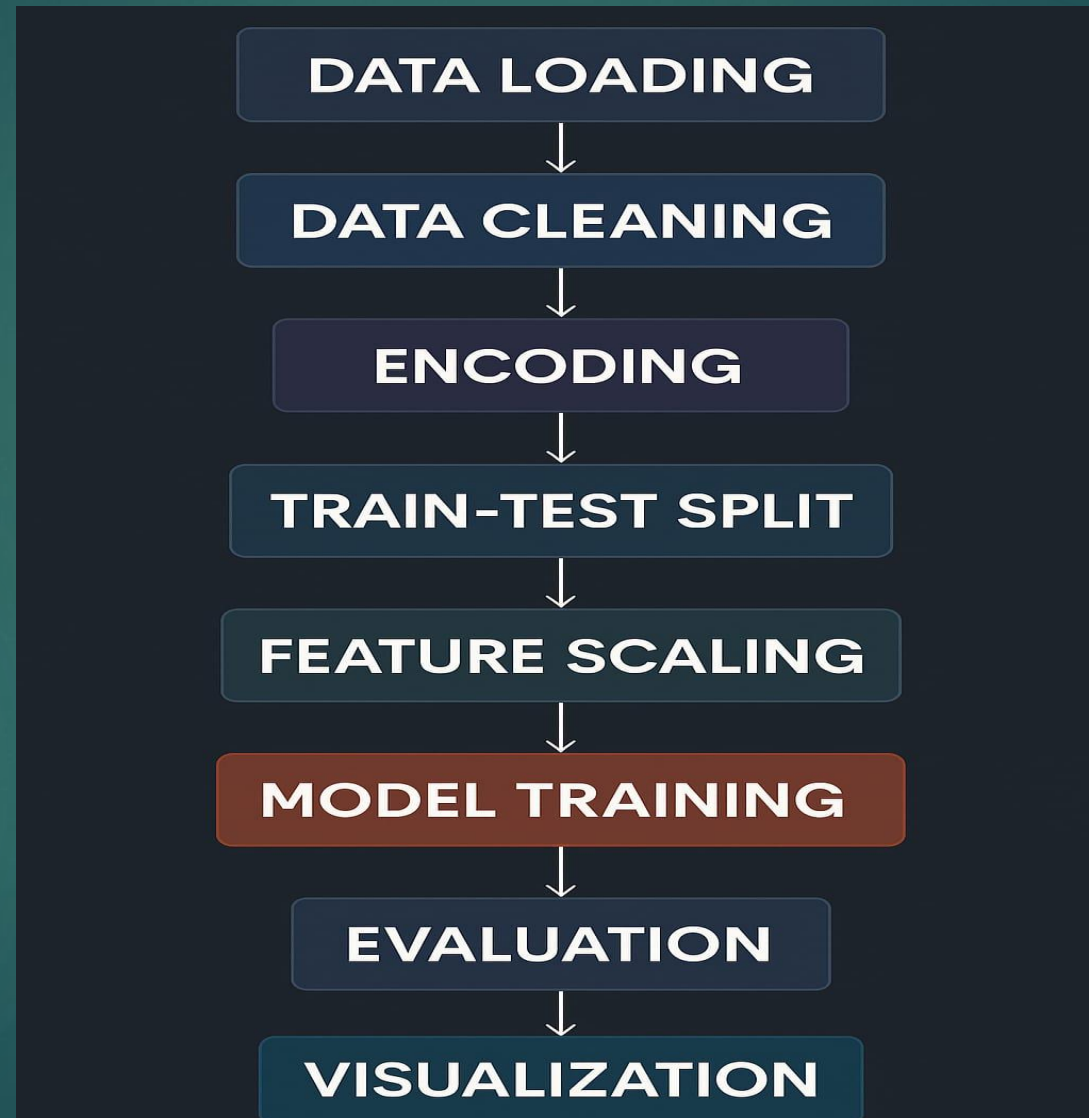 DATA LOADING
DATA CLEANING
ENCODING
TRAIN-TEST SPLIT
FEATURE SCALING
MODEL TRAINING
EVALUATION
VISUALIZATION